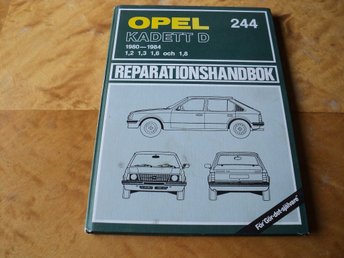 OPEL 244
KADETT D
1980—1984
1,2 1,3 1,6 och 1,8
REPARATIONSHANDBOK
För 'Gör-det-självare'